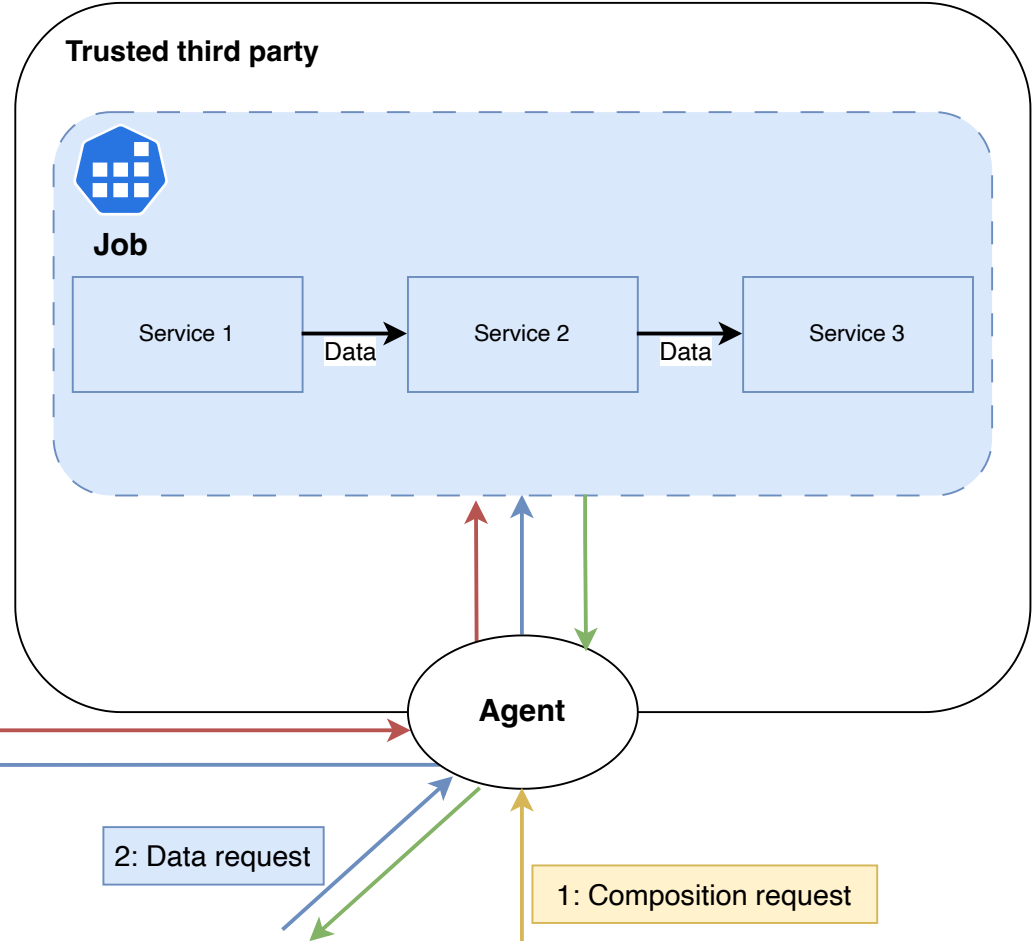 Trusted third party
Job
Service 1
Data
Service 2
Data
Service 3
Agent
2: Data request
1: Composition request